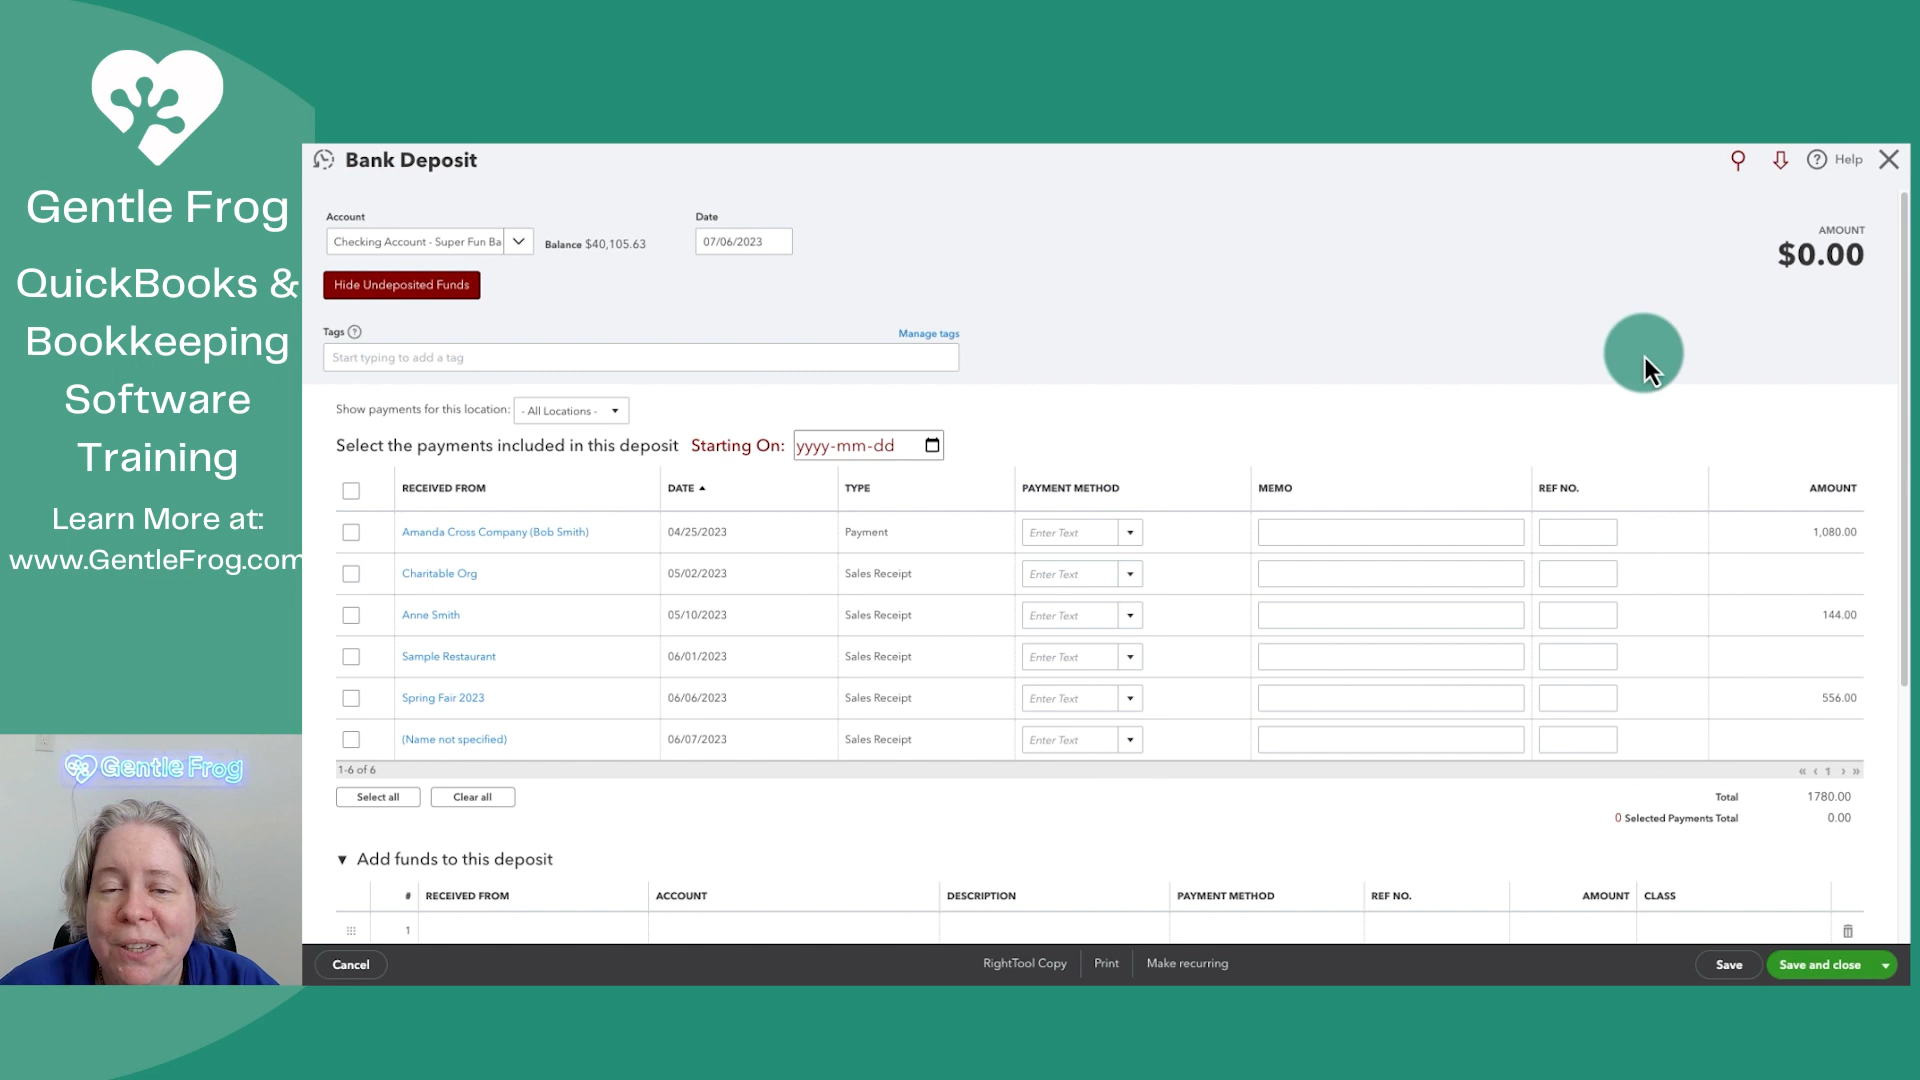 Gentle Frog
QuickBooks &
Bookkeeping
Software
Training
Learn More at:
www.GentleFrog.com
Gentle Frog
Bank Deposit
Help
Account
Checking Account - Super Fun Ba
Balance $40,105.63
Date
07/06/2023
AMOUNT
$0.00
Hide Undeposited Funds
Tags ?
Manage tags
Start typing to add a tag
Show payments for this location: - All Locations -
Select the payments included in this deposit Starting On: yyyy-mm-dd
RECEIVED FROM DATE TYPE PAYMENT METHOD MEMO REF NO. AMOUNT
Amanda Cross Company (Bob Smith) 04/25/2023 Payment Enter Text 1,080.00
Charitable Org 05/02/2023 Sales Receipt Enter Text
Anne Smith 05/10/2023 Sales Receipt Enter Text 144.00
Sample Restaurant 06/01/2023 Sales Receipt Enter Text
Spring Fair 2023 06/06/2023 Sales Receipt Enter Text 556.00
(Name not specified) 06/07/2023 Sales Receipt Enter Text
1-6 of 6 « ‹ 1 › »
Select all Clear all
Total 1780.00
0 Selected Payments Total 0.00
▼ Add funds to this deposit
# RECEIVED FROM ACCOUNT DESCRIPTION PAYMENT METHOD REF NO. AMOUNT CLASS
1
Cancel RightTool Copy Print Make recurring Save Save and close